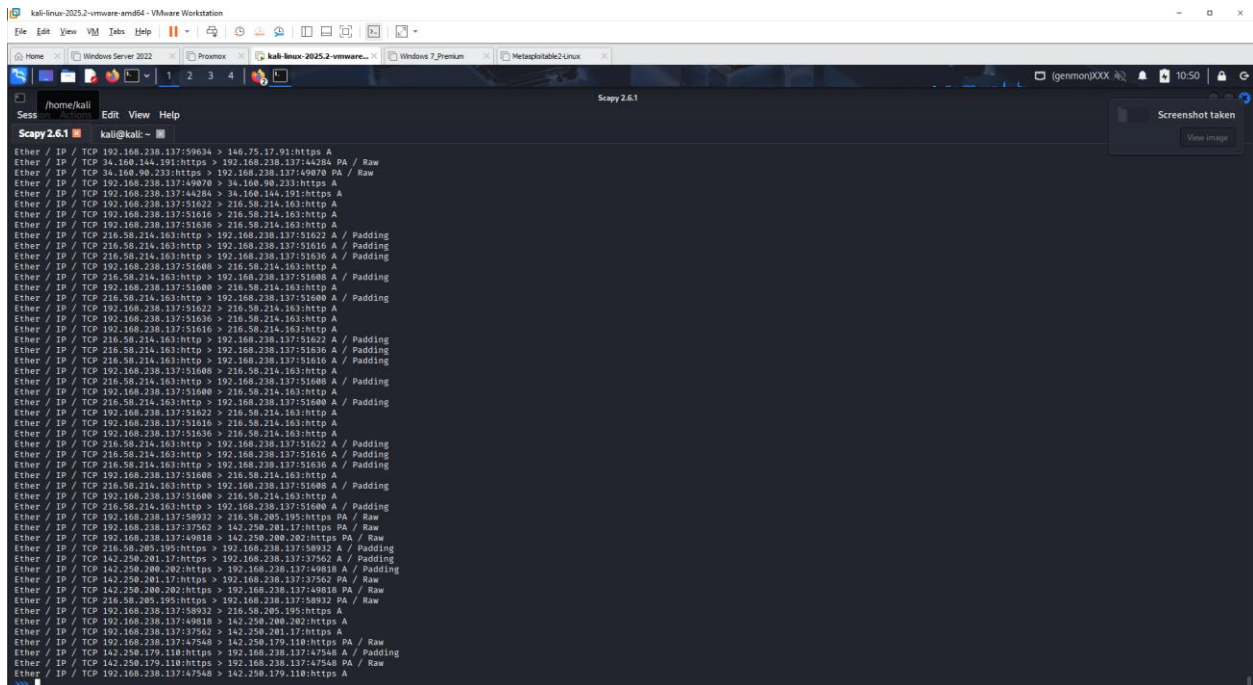 kali-linux-2025.2-vmware-amd64 - VMware Workstation
File Edit View VM Tabs Help
Home Windows Server 2022 Proxmox kali-linux-2025.2-vmware... Windows 7_Premium Metasploitable2-Linux
1 2 3 4 (genmon)XXX 10:50
/home/kali
Scapy 2.6.1
Session Actions Edit View Help
Screenshot taken
View image
Scapy 2.6.1 kali@kali: ~
Ether / IP / TCP 192.168.238.137:59634 > 146.75.17.91:https A
Ether / IP / TCP 34.160.144.191:https > 192.168.238.137:44284 PA / Raw
Ether / IP / TCP 34.160.90.233:https > 192.168.238.137:49070 PA / Raw
Ether / IP / TCP 192.168.238.137:49070 > 34.160.90.233:https A
Ether / IP / TCP 192.168.238.137:44284 > 34.160.144.191:https A
Ether / IP / TCP 192.168.238.137:51622 > 216.58.214.163:http A
Ether / IP / TCP 192.168.238.137:51616 > 216.58.214.163:http A
Ether / IP / TCP 192.168.238.137:51636 > 216.58.214.163:http A
Ether / IP / TCP 216.58.214.163:http > 192.168.238.137:51622 A / Padding
Ether / IP / TCP 216.58.214.163:http > 192.168.238.137:51616 A / Padding
Ether / IP / TCP 216.58.214.163:http > 192.168.238.137:51636 A / Padding
Ether / IP / TCP 192.168.238.137:51608 > 216.58.214.163:http A
Ether / IP / TCP 216.58.214.163:http > 192.168.238.137:51608 A / Padding
Ether / IP / TCP 192.168.238.137:51600 > 216.58.214.163:http A
Ether / IP / TCP 216.58.214.163:http > 192.168.238.137:51600 A / Padding
Ether / IP / TCP 192.168.238.137:51622 > 216.58.214.163:http A
Ether / IP / TCP 192.168.238.137:51636 > 216.58.214.163:http A
Ether / IP / TCP 192.168.238.137:51616 > 216.58.214.163:http A
Ether / IP / TCP 216.58.214.163:http > 192.168.238.137:51622 A / Padding
Ether / IP / TCP 216.58.214.163:http > 192.168.238.137:51636 A / Padding
Ether / IP / TCP 216.58.214.163:http > 192.168.238.137:51616 A / Padding
Ether / IP / TCP 192.168.238.137:51608 > 216.58.214.163:http A
Ether / IP / TCP 216.58.214.163:http > 192.168.238.137:51608 A / Padding
Ether / IP / TCP 192.168.238.137:51600 > 216.58.214.163:http A
Ether / IP / TCP 216.58.214.163:http > 192.168.238.137:51600 A / Padding
Ether / IP / TCP 192.168.238.137:51622 > 216.58.214.163:http A
Ether / IP / TCP 192.168.238.137:51616 > 216.58.214.163:http A
Ether / IP / TCP 192.168.238.137:51636 > 216.58.214.163:http A
Ether / IP / TCP 216.58.214.163:http > 192.168.238.137:51622 A / Padding
Ether / IP / TCP 216.58.214.163:http > 192.168.238.137:51616 A / Padding
Ether / IP / TCP 216.58.214.163:http > 192.168.238.137:51636 A / Padding
Ether / IP / TCP 192.168.238.137:51608 > 216.58.214.163:http A
Ether / IP / TCP 216.58.214.163:http > 192.168.238.137:51608 A / Padding
Ether / IP / TCP 192.168.238.137:51600 > 216.58.214.163:http A
Ether / IP / TCP 216.58.214.163:http > 192.168.238.137:51600 A / Padding
Ether / IP / TCP 192.168.238.137:58932 > 216.58.205.195:https PA / Raw
Ether / IP / TCP 192.168.238.137:37562 > 142.250.201.17:https PA / Raw
Ether / IP / TCP 192.168.238.137:49818 > 142.250.200.202:https PA / Raw
Ether / IP / TCP 216.58.205.195:https > 192.168.238.137:58932 A / Padding
Ether / IP / TCP 142.250.201.17:https > 192.168.238.137:37562 A / Padding
Ether / IP / TCP 142.250.200.202:https > 192.168.238.137:49818 A / Padding
Ether / IP / TCP 142.250.201.17:https > 192.168.238.137:37562 PA / Raw
Ether / IP / TCP 142.250.200.202:https > 192.168.238.137:49818 PA / Raw
Ether / IP / TCP 216.58.205.195:https > 192.168.238.137:58932 PA / Raw
Ether / IP / TCP 192.168.238.137:58932 > 216.58.205.195:https A
Ether / IP / TCP 192.168.238.137:49818 > 142.250.200.202:https A
Ether / IP / TCP 192.168.238.137:37562 > 142.250.201.17:https A
Ether / IP / TCP 192.168.238.137:47548 > 142.250.179.110:https PA / Raw
Ether / IP / TCP 142.250.179.110:https > 192.168.238.137:47548 A / Padding
Ether / IP / TCP 142.250.179.110:https > 192.168.238.137:47548 PA / Raw
Ether / IP / TCP 192.168.238.137:47548 > 142.250.179.110:https A
>>>